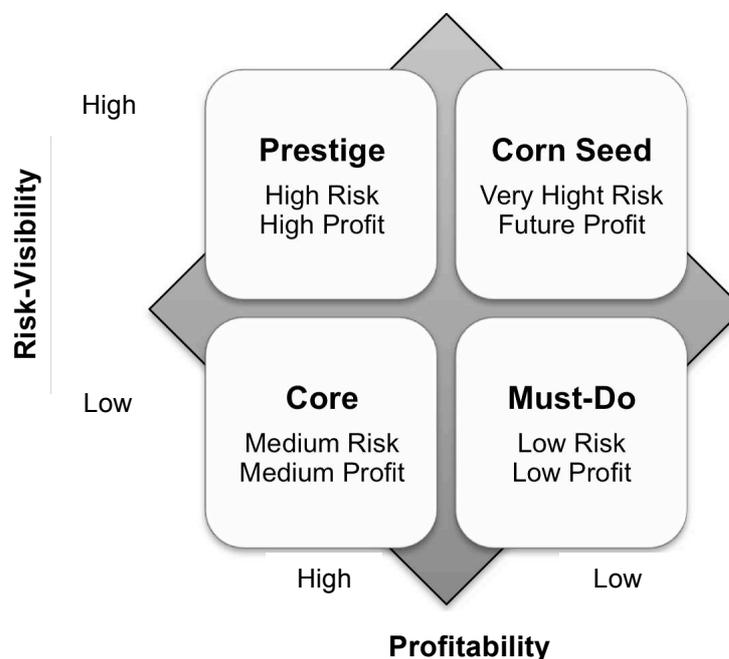 High
Risk-Visibility
Low
Prestige
High Risk
High Profit
Corn Seed
Very Hight Risk
Future Profit
Core
Medium Risk
Medium Profit
Must-Do
Low Risk
Low Profit
High
Low
Profitability